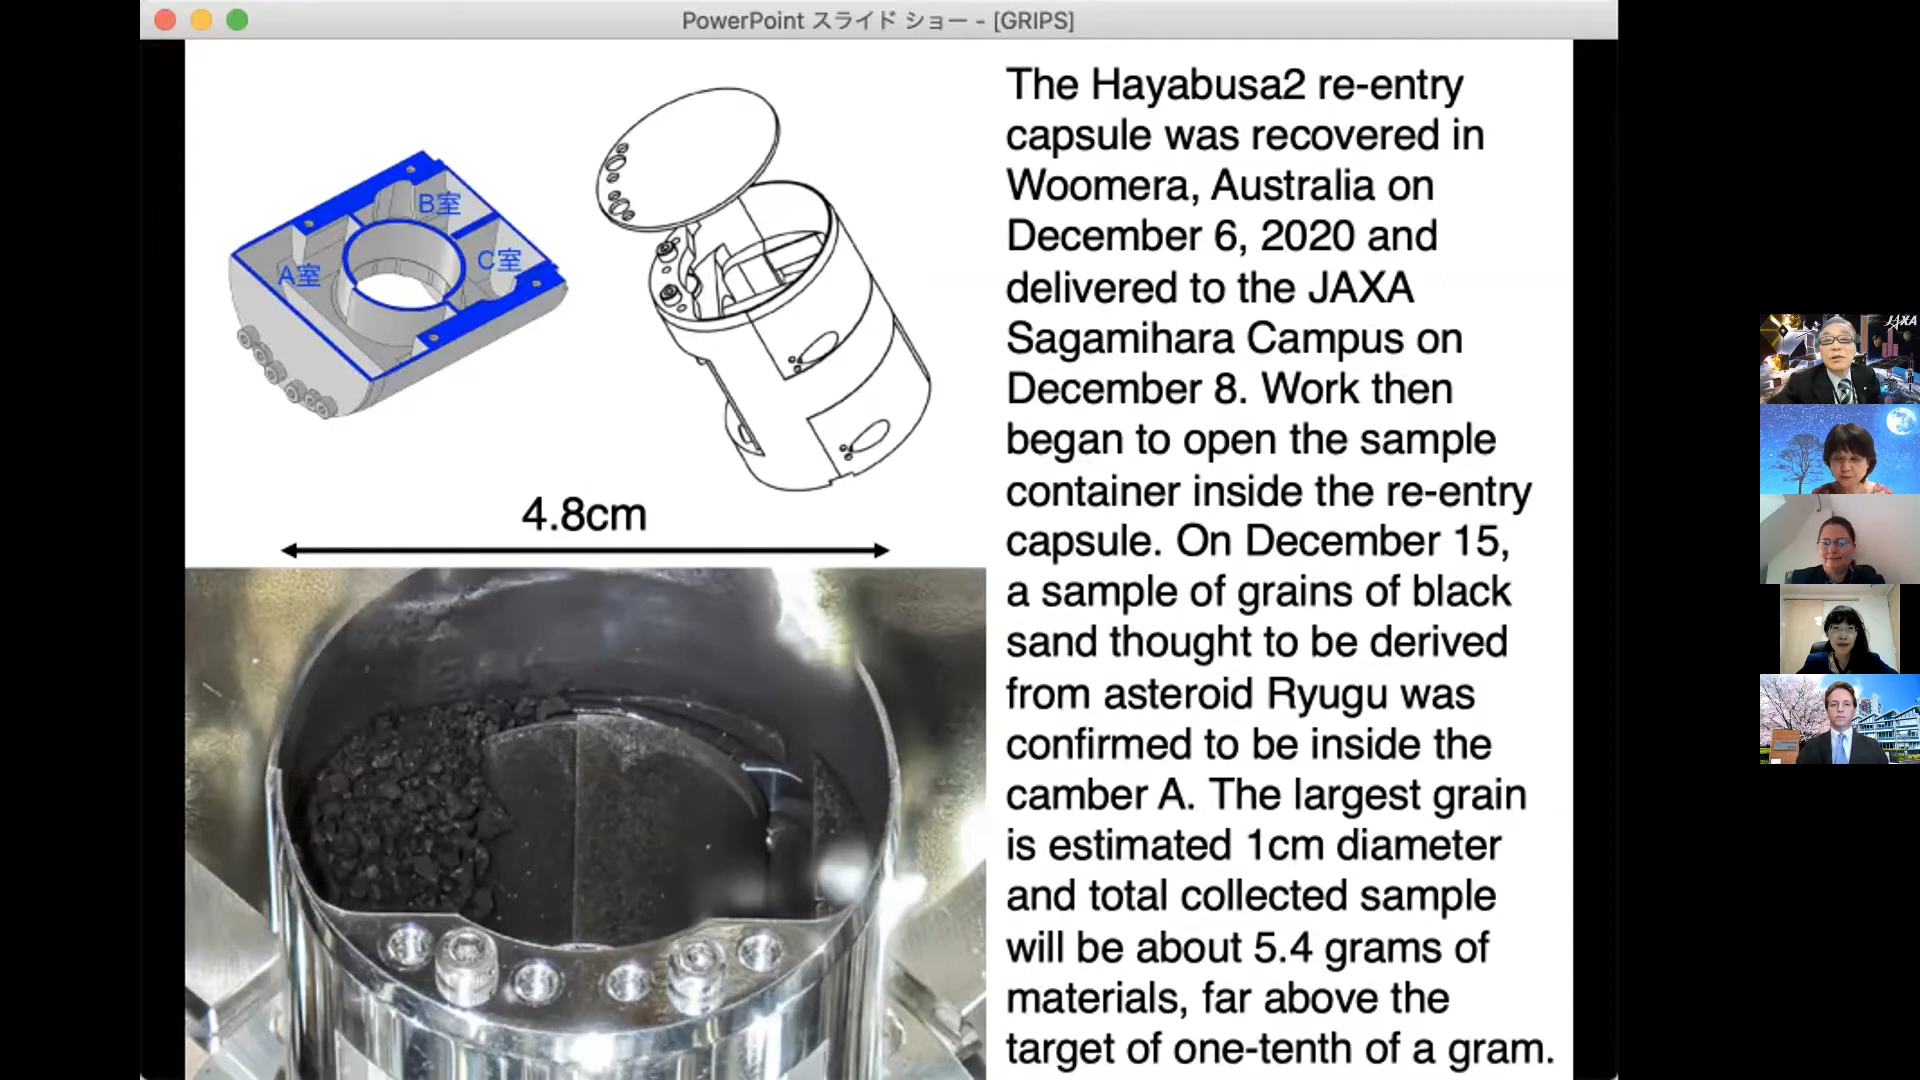 PowerPoint スライド ショー - [GRIPS]
B室
C室
A室
4.8cm
The Hayabusa2 re-entry
capsule was recovered in
Woomera, Australia on
December 6, 2020 and
delivered to the JAXA
Sagamihara Campus on
December 8. Work then
began to open the sample
container inside the re-entry
capsule. On December 15,
a sample of grains of black
sand thought to be derived
from asteroid Ryugu was
confirmed to be inside the
camber A. The largest grain
is estimated 1cm diameter
and total collected sample
will be about 5.4 grams of
materials, far above the
target of one-tenth of a gram.
JAXA